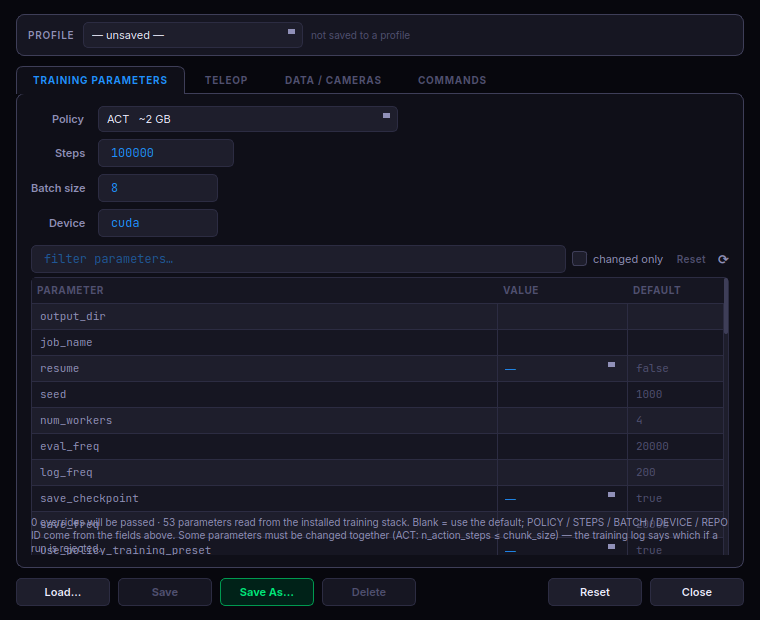 PROFILE — unsaved — not saved to a profile
TRAINING PARAMETERS TELEOP DATA / CAMERAS COMMANDS
Policy ACT ~2 GB
Steps 100000
Batch size 8
Device cuda
filter parameters… changed only Reset ⟳
PARAMETER VALUE DEFAULT
output_dir
job_name
resume — false
seed 1000
num_workers 4
eval_freq 20000
log_freq 200
save_checkpoint — true
0 overrides will be passed · 53 parameters read from the installed training stack. Blank = use the default; POLICY / STEPS / BATCH / DEVICE / REPO
save_freq
ID come from the fields above. Some parameters must be changed together (ACT: n_action_steps ≤ chunk_size) — the training log says which if a
run is rejected.
use_policy_training_preset — true
Load... Save Save As... Delete Reset Close